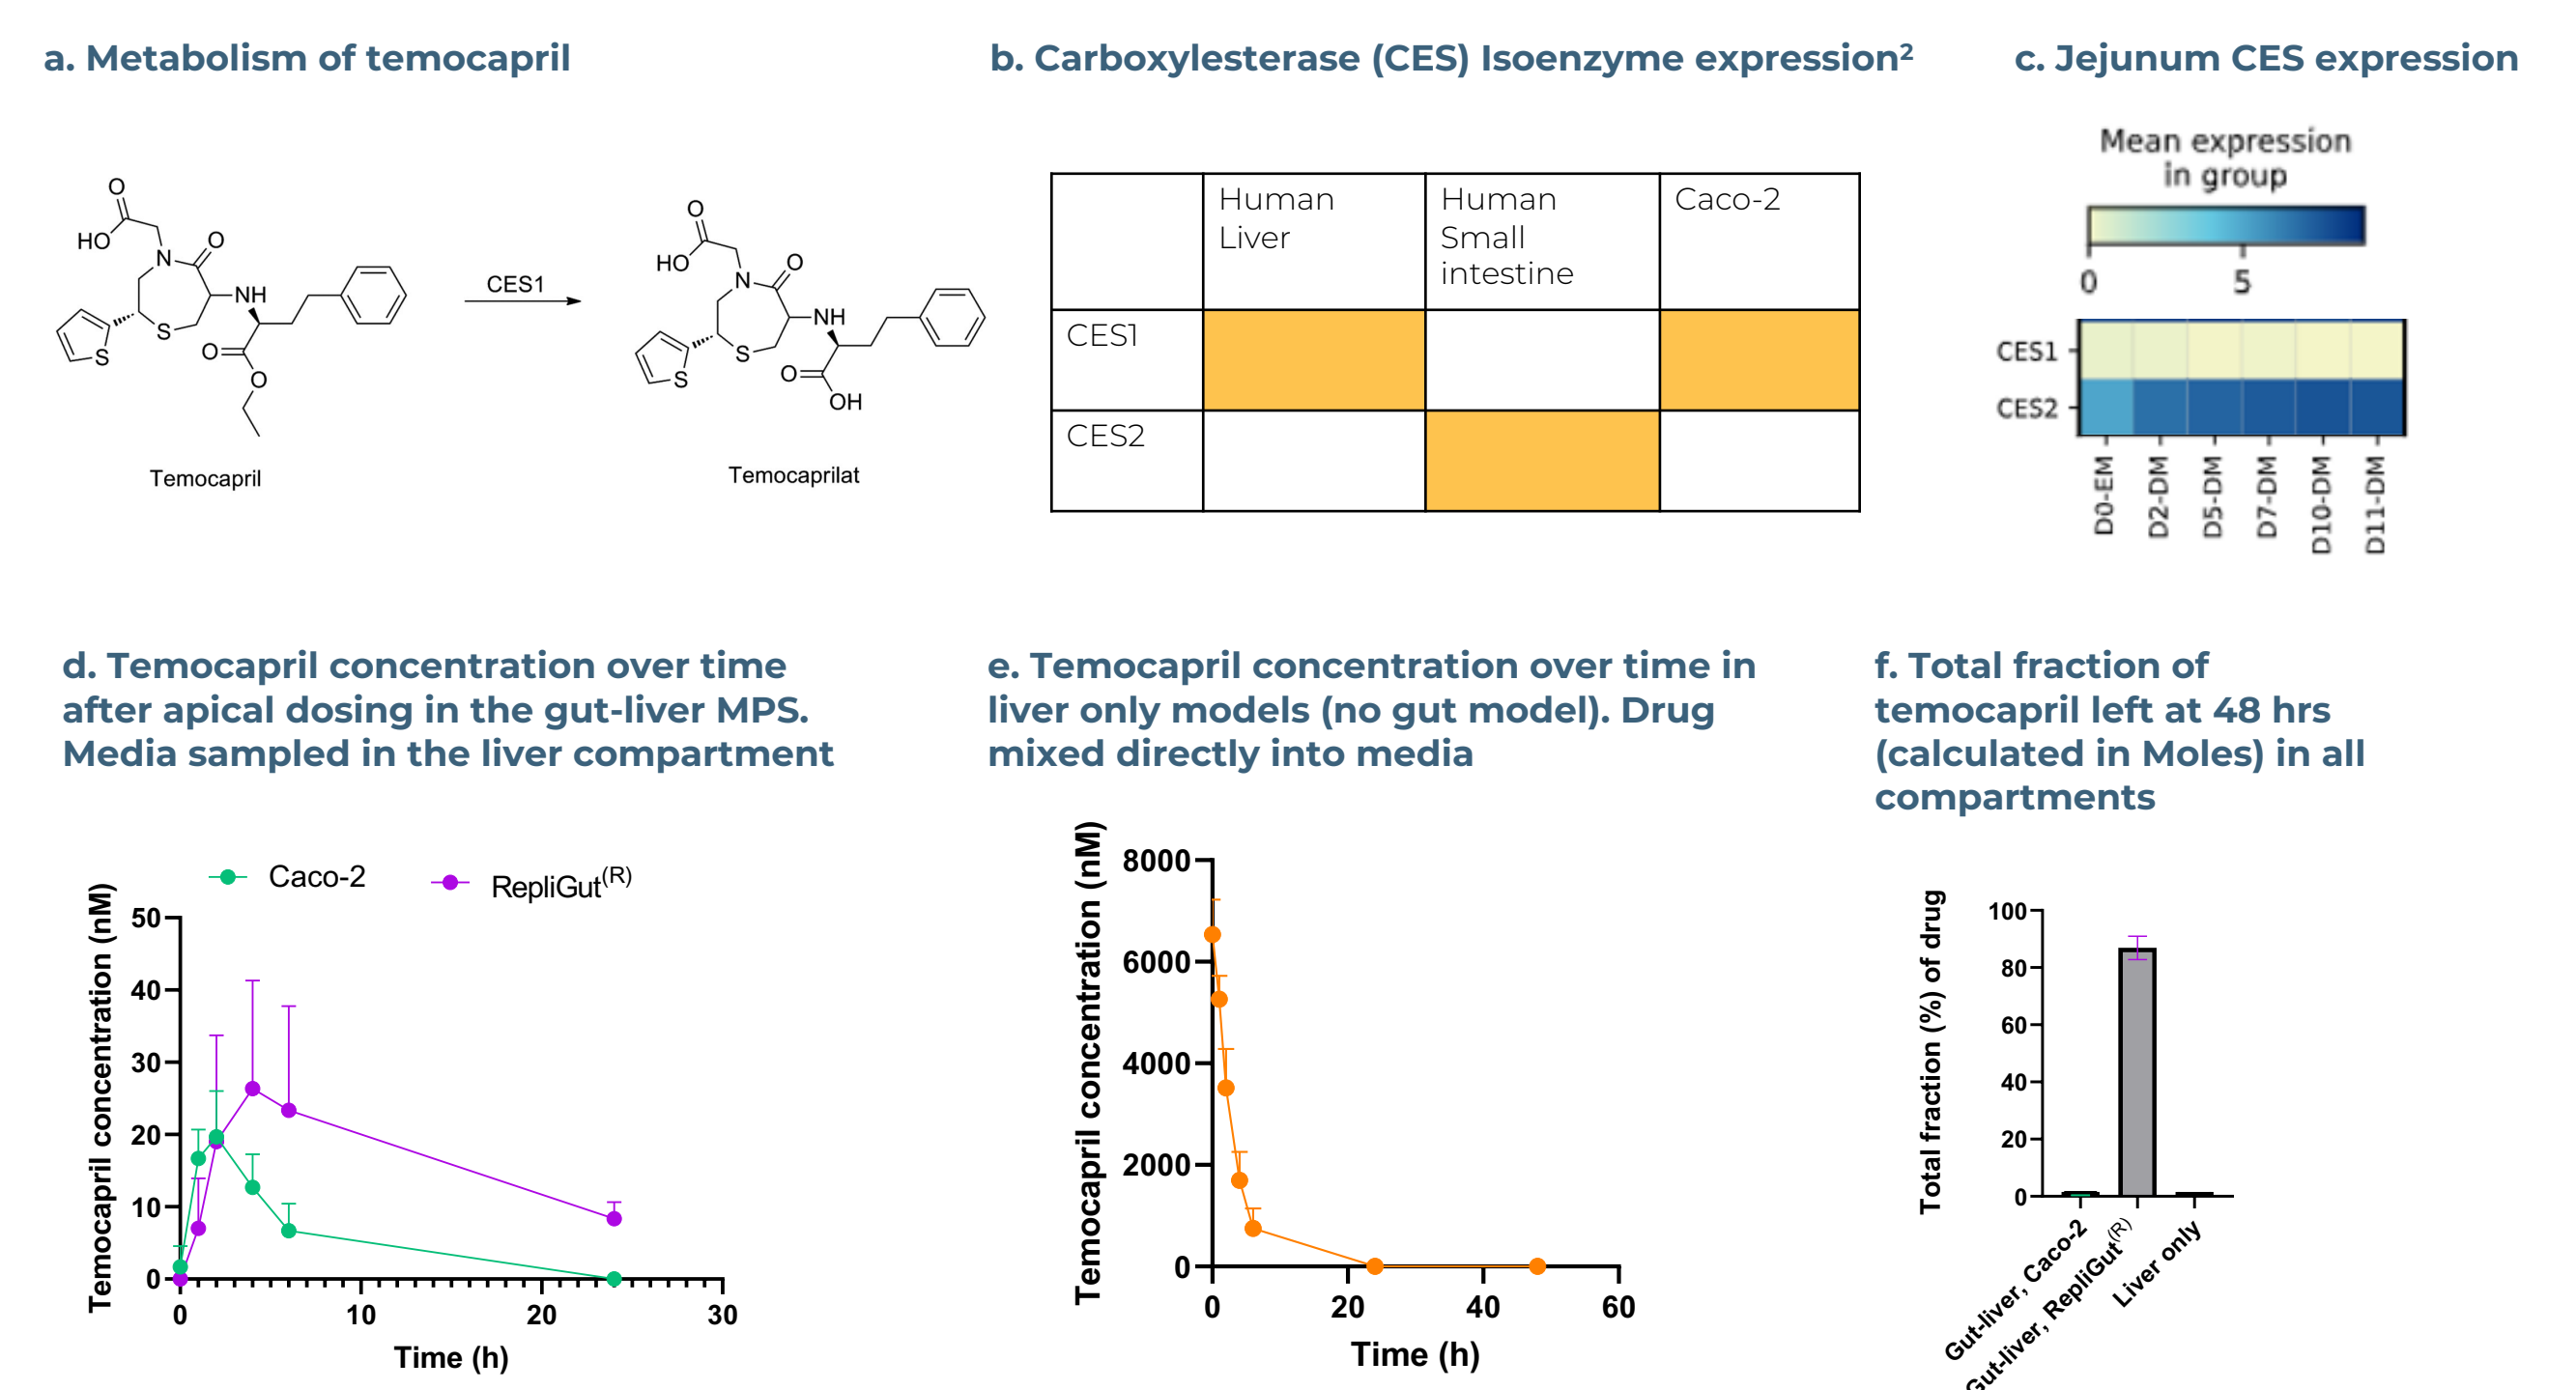 a. Metabolism of temocapril
O
HO
N
O
NH
S
S
O
O
Temocapril
CES1
O
HO
N
O
NH
S
S
O
OH
Temocaprilat
b. Carboxylesterase (CES) Isoenzyme expression²
Human
Liver
Human
Small
intestine
Caco-2
CES1
CES2
c. Jejunum CES expression
Mean expression
in group
0
5
CES1
CES2
D0-EM
D2-DM
D5-DM
D7-DM
D10-DM
D11-DM
d. Temocapril concentration over time
after apical dosing in the gut-liver MPS.
Media sampled in the liver compartment
Caco-2
RepliGut(R)
Temocapril concentration (nM)
50
40
30
20
10
0
0
10
20
30
Time (h)
e. Temocapril concentration over time in
liver only models (no gut model). Drug
mixed directly into media
Temocapril concentration (nM)
8000
6000
4000
2000
0
0
20
40
60
Time (h)
f. Total fraction of
temocapril left at 48 hrs
(calculated in Moles) in all
compartments
Total fraction (%) of drug
100
80
60
40
20
0
Gut-liver, Caco-2
Gut-liver, RepliGut(R)
Liver only